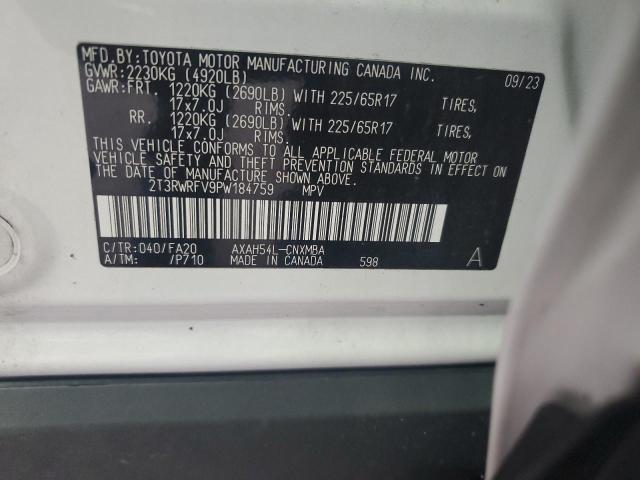 MFD.BY:TOYOTA MOTOR MANUFACTURING CANADA INC.
GVWR:2230KG (4920LB) 09/23
GAWR:FRT. 1220KG (2690LB) WITH 225/65R17 TIRES,
17x7.0J RIMS.
RR. 1220KG (2690LB) WITH 225/65R17 TIRES,
17x7.0J RIMS.
THIS VEHICLE CONFORMS TO ALL APPLICABLE FEDERAL MOTOR
VEHICLE SAFETY AND THEFT PREVENTION STANDARDS IN EFFECT ON
THE DATE OF MANUFACTURE SHOWN ABOVE.
2T3RWRFV9PW184759 MPV
C/TR:040/FA20 AXAH54L-CNXMBA A
A/TM: /P710 MADE IN CANADA 598